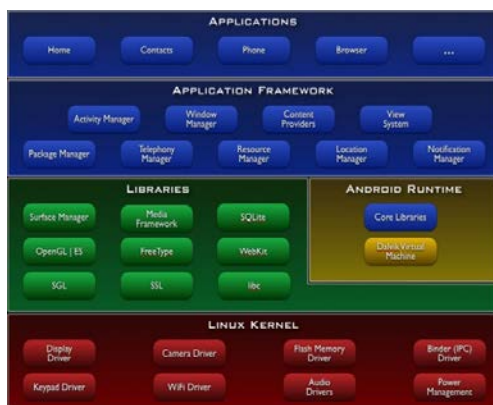 APPLICATIONS
Home
Contacts
Phone
Browser
...
APPLICATION FRAMEWORK
Activity Manager
Window
Manager
Content
Providers
View
System
Package Manager
Telephony
Manager
Resource
Manager
Location
Manager
Notification
Manager
LIBRARIES
Surface Manager
Media
Framework
SQLite
OpenGL | ES
FreeType
WebKit
SGL
SSL
libc
ANDROID RUNTIME
Core Libraries
Dalvik Virtual
Machine
LINUX KERNEL
Display
Driver
Camera Driver
Flash Memory
Driver
Binder (IPC)
Driver
Keypad Driver
WiFi Driver
Audio
Drivers
Power
Management